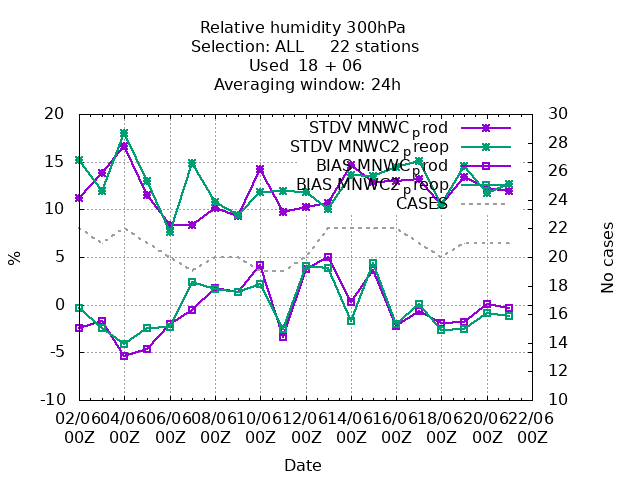 Relative humidity 300hPa
Selection: ALL 22 stations
Used 18 + 06
Averaging window: 24h
20
15
10
5
0
-5
-10
%
30
28
26
24
22
20
18
16
14
12
10
No cases
STDV MNWC_prod
STDV MNWC2_preop
BIAS MNWC_prod
BIAS MNWC2_preop
CASES
02/06 04/06 06/06 08/06 10/06 12/06 14/06 16/06 18/06 20/06 22/06
00Z 00Z 00Z 00Z 00Z 00Z 00Z 00Z 00Z 00Z 00Z
Date